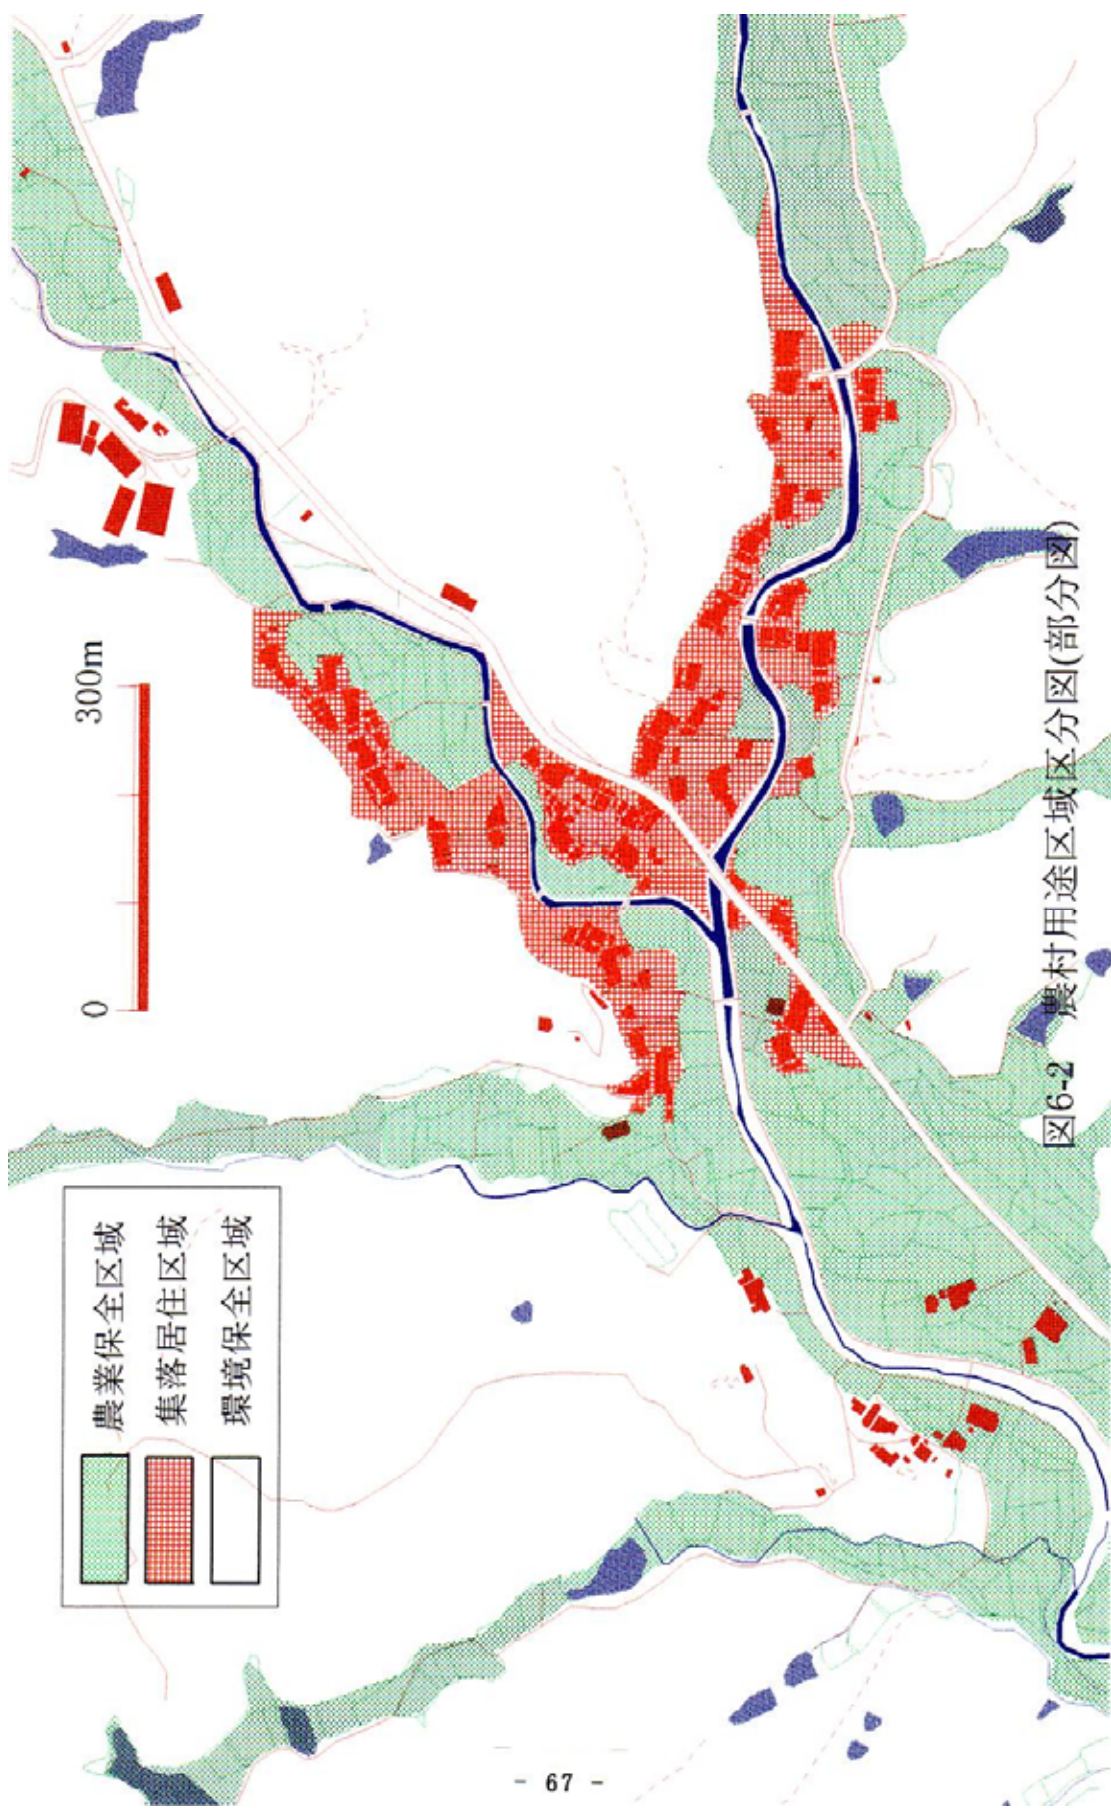 0
300m
農業保全区域
集落居住区域
環境保全区域
図6-2 農村用途区域区分図(部分図)
- 67 -